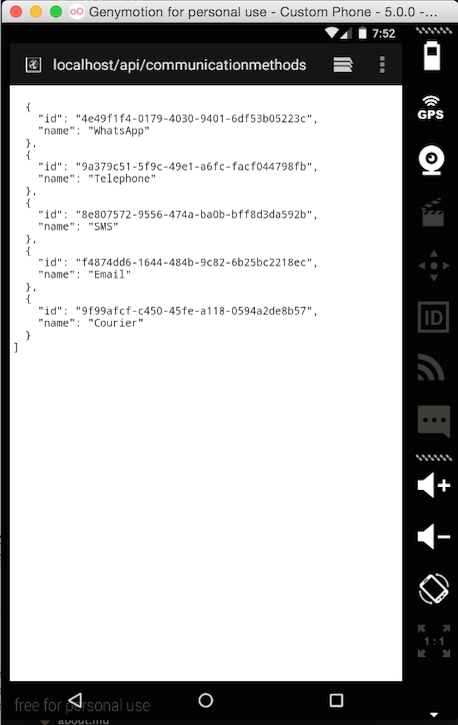 Genymotion for personal use - Custom Phone - 5.0.0 -...
7:52
localhost/api/communicationmethods
GPS
{
"id": "4e49f1f4-0179-4030-9401-6df53b05223c",
"name": "WhatsApp"
},
{
"id": "9a379c51-5f9c-49e1-a6fc-facf044798fb",
"name": "Telephone"
},
{
"id": "8e807572-9556-474a-ba0b-bff8d3da592b",
"name": "SMS"
},
{
"id": "f4874dd6-1644-484b-9c82-6b25bc2218ec",
"name": "Email"
},
{
"id": "9f99afcf-c450-45fe-a118-0594a2de8b57",
"name": "Courier"
}
]
ID
1:1
free for personal use
about.md